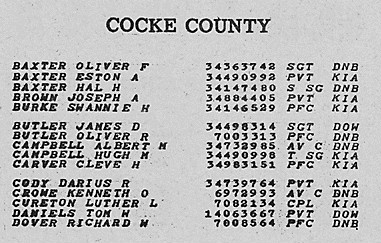 COCKE COUNTY
BAXTER OLIVER F 34363742 SGT DNB
BAXTER ESTON A 34490992 PVT KIA
BAXTER HAL H 34147480 S SG DNB
BROWN JOSEPH A 34884405 PVT KIA
BURKE SWANNIE H 34146529 PFC KIA
BUTLER JAMES D 34498314 SGT DOW
BUTLER OLIVER R 7003313 PFC DNB
CAMPBELL ALBERT M 34732985 AV C DNB
CAMPBELL HUGH M 34490998 T SG KIA
CARVER CLEVE H 34983151 PFC KIA
CODY DARIUS R 34739764 PVT KIA
CROWE KENNETH O 6972993 AV C DNB
CURETON LUTHER L 7082134 CPL KIA
DANIELS TOM W 14063667 PVT DOW
DOVER RICHARD W 7008564 PFC DNB